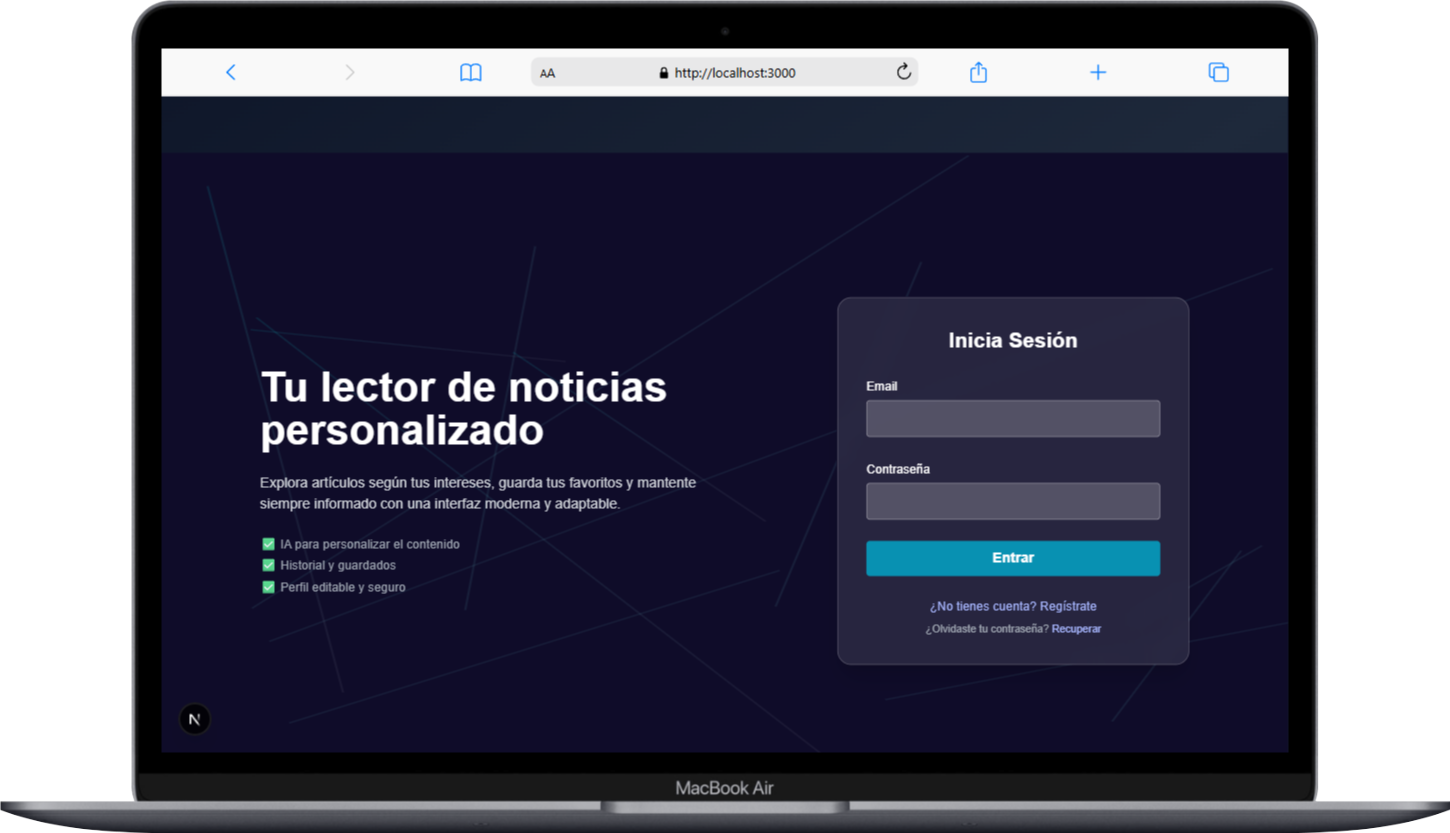 AA
http://localhost:3000
Tu lector de noticias
personalizado
Explora artículos según tus intereses, guarda tus favoritos y mantente
siempre informado con una interfaz moderna y adaptable.
✅ IA para personalizar el contenido
✅ Historial y guardados
✅ Perfil editable y seguro
Inicia Sesión
Email
Contraseña
Entrar
¿No tienes cuenta? Regístrate
¿Olvidaste tu contraseña? Recuperar
N
MacBook Air